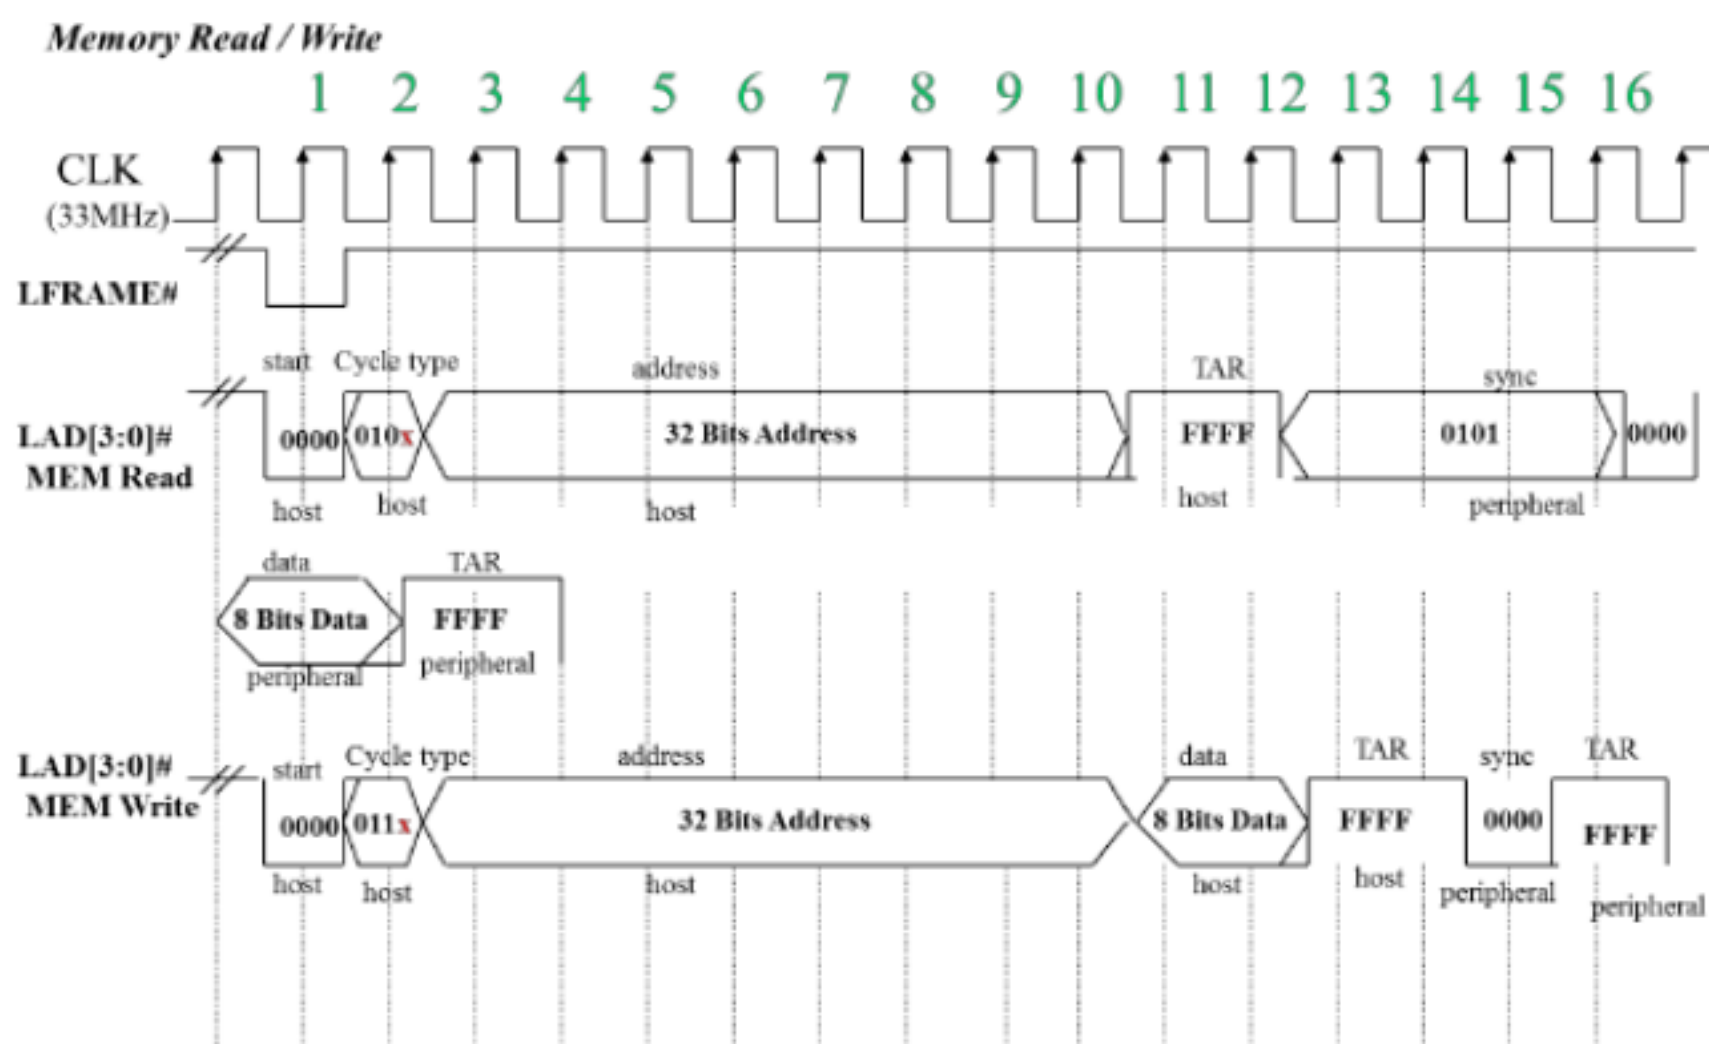 Memory Read / Write
1 2 3 4 5 6 7 8 9 10 11 12 13 14 15 16
CLK
(33MHz)
LFRAME#
start Cycle type address TAR sync
LAD[3:0]# 0000 010x 32 Bits Address FFFF 0101 0000
MEM Read
host host host host peripheral
data TAR
8 Bits Data FFFF
peripheral peripheral
LAD[3:0]# start Cycle type address data TAR sync TAR
MEM Write 0000 011x 32 Bits Address 8 Bits Data FFFF 0000 FFFF
host host host host host peripheral peripheral